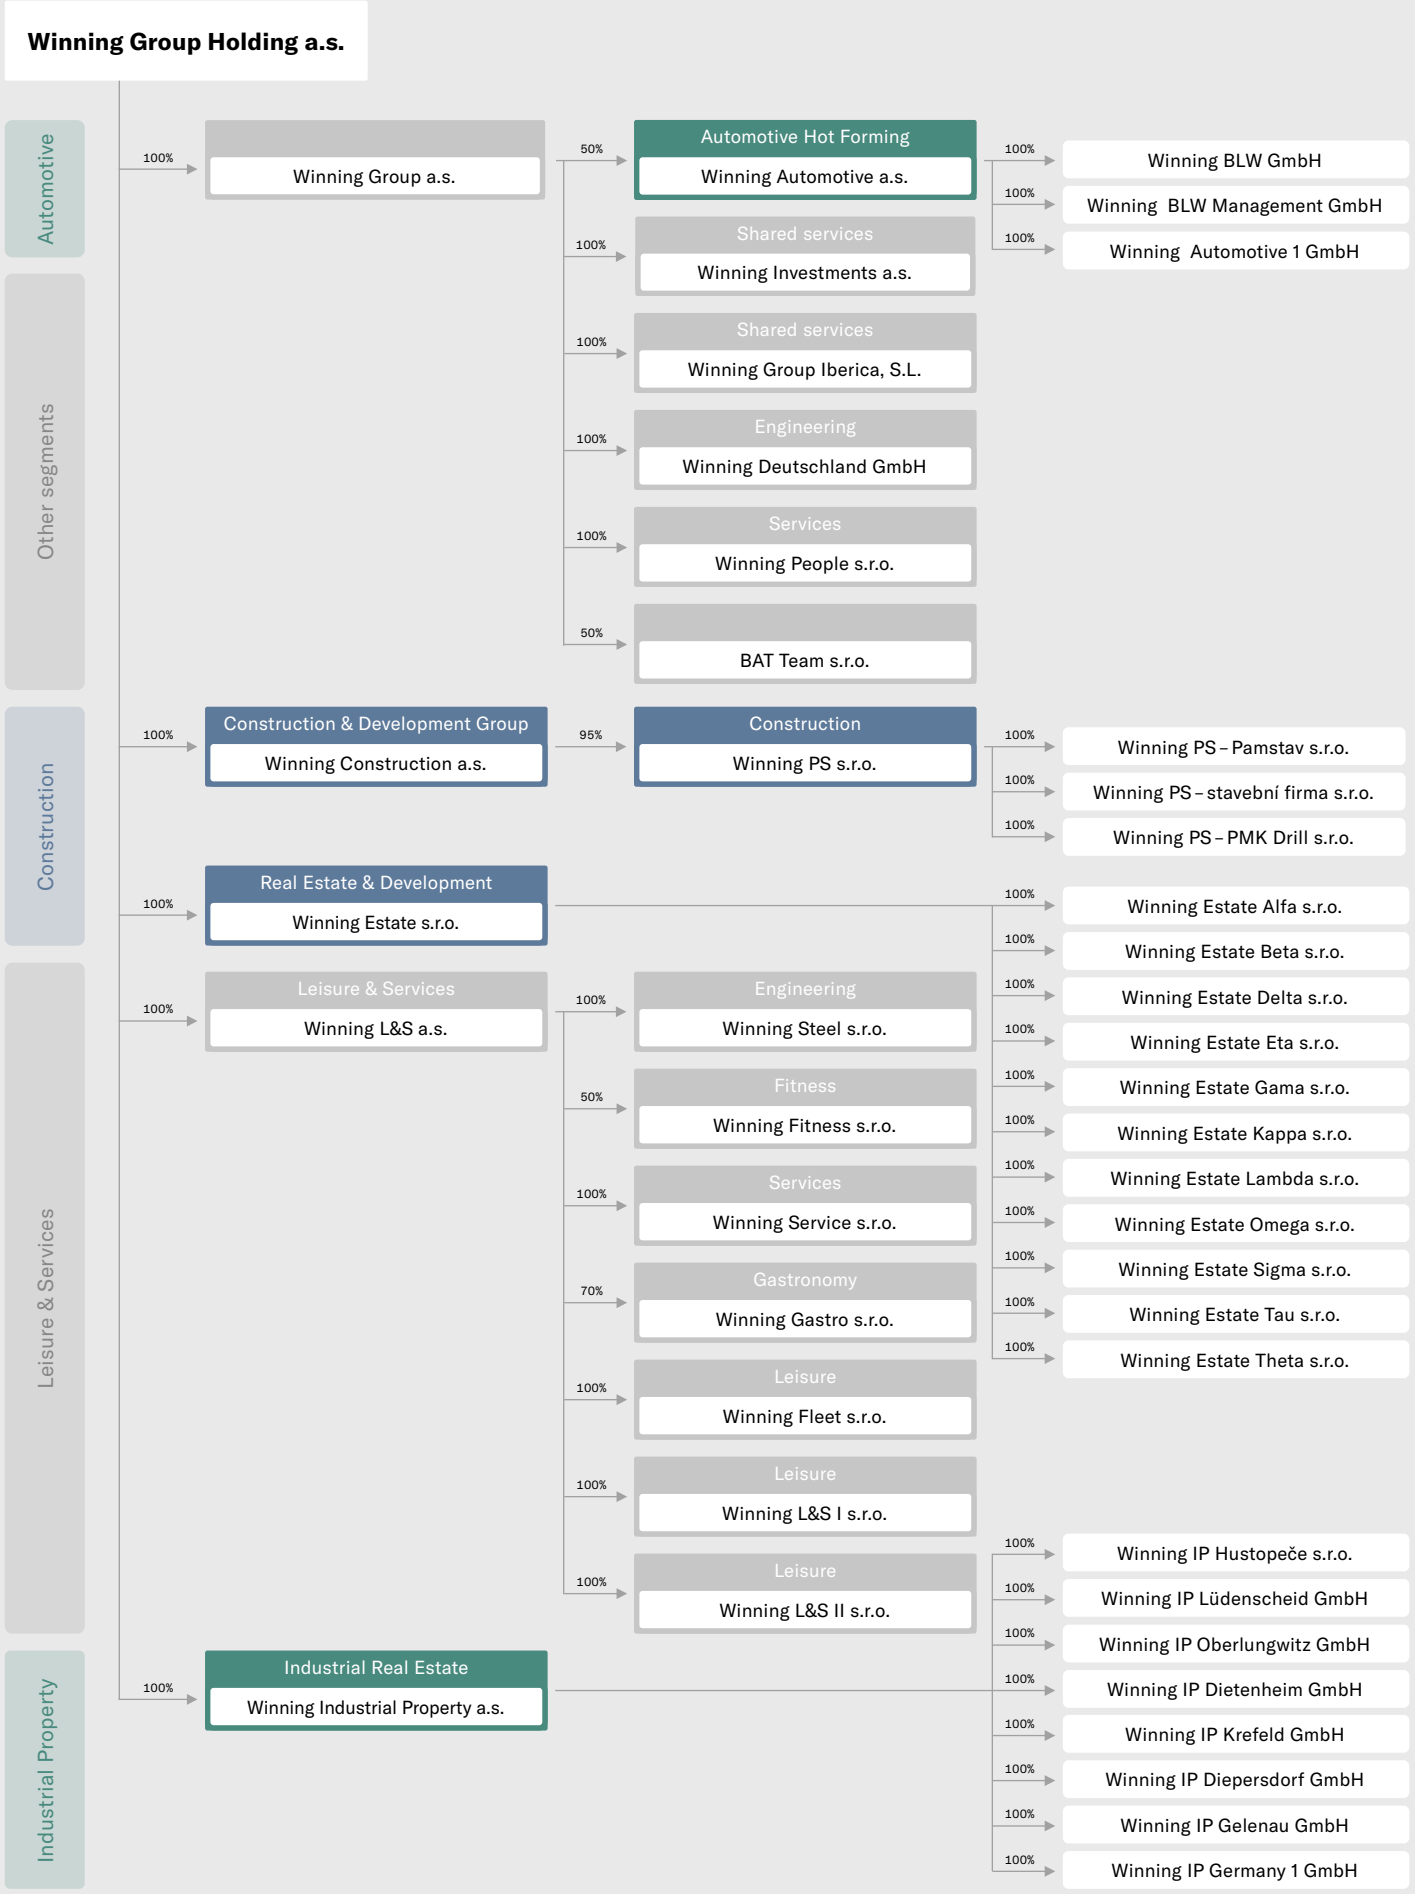 Winning Group Holding a.s.
Automotive
100%
Winning Group a.s.
50%
Automotive Hot Forming
Winning Automotive a.s.
100%
Winning BLW GmbH
100%
Winning BLW Management GmbH
100%
Winning Automotive 1 GmbH
Other segments
100%
Shared services
Winning Investments a.s.
100%
Shared services
Winning Group Iberica, S.L.
100%
Engineering
Winning Deutschland GmbH
100%
Services
Winning People s.r.o.
50%
BAT Team s.r.o.
Construction
100%
Construction & Development Group
Winning Construction a.s.
95%
Construction
Winning PS s.r.o.
100%
Winning PS – Pamstav s.r.o.
100%
Winning PS – stavební firma s.r.o.
100%
Winning PS – PMK Drill s.r.o.
100%
Real Estate & Development
Winning Estate s.r.o.
100%
Winning Estate Alfa s.r.o.
100%
Winning Estate Beta s.r.o.
100%
Winning Estate Delta s.r.o.
100%
Winning Estate Eta s.r.o.
100%
Winning Estate Gama s.r.o.
100%
Winning Estate Kappa s.r.o.
100%
Winning Estate Lambda s.r.o.
100%
Winning Estate Omega s.r.o.
100%
Winning Estate Sigma s.r.o.
100%
Winning Estate Tau s.r.o.
100%
Winning Estate Theta s.r.o.
Leisure & Services
100%
Leisure & Services
Winning L&S a.s.
100%
Engineering
Winning Steel s.r.o.
50%
Fitness
Winning Fitness s.r.o.
100%
Services
Winning Service s.r.o.
70%
Gastronomy
Winning Gastro s.r.o.
100%
Leisure
Winning Fleet s.r.o.
100%
Leisure
Winning L&S I s.r.o.
100%
Leisure
Winning L&S II s.r.o.
Industrial Property
100%
Industrial Real Estate
Winning Industrial Property a.s.
100%
Winning IP Hustopeče s.r.o.
100%
Winning IP Lüdenscheid GmbH
100%
Winning IP Oberlungwitz GmbH
100%
Winning IP Dietenheim GmbH
100%
Winning IP Krefeld GmbH
100%
Winning IP Diepersdorf GmbH
100%
Winning IP Gelenau GmbH
100%
Winning IP Germany 1 GmbH